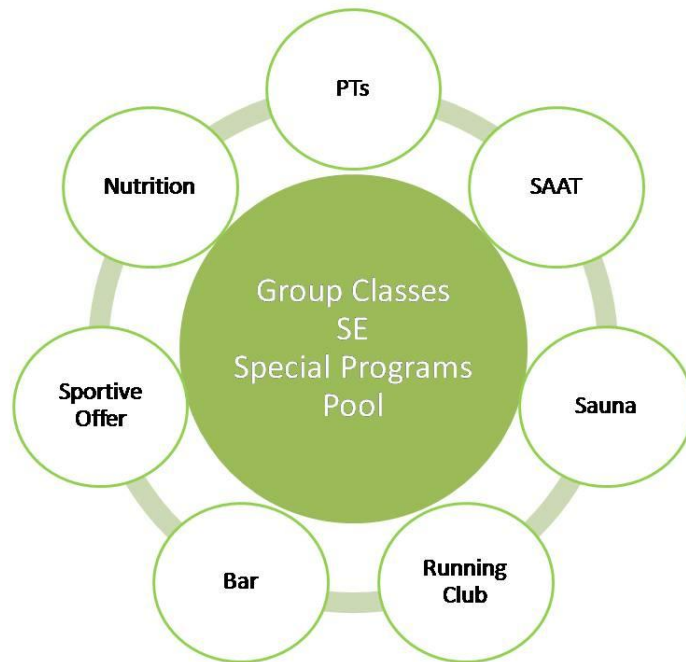 PTs
SAAT
Sauna
Running
Club
Bar
Sportive
Offer
Nutrition
Group Classes
SE
Special Programs
Pool